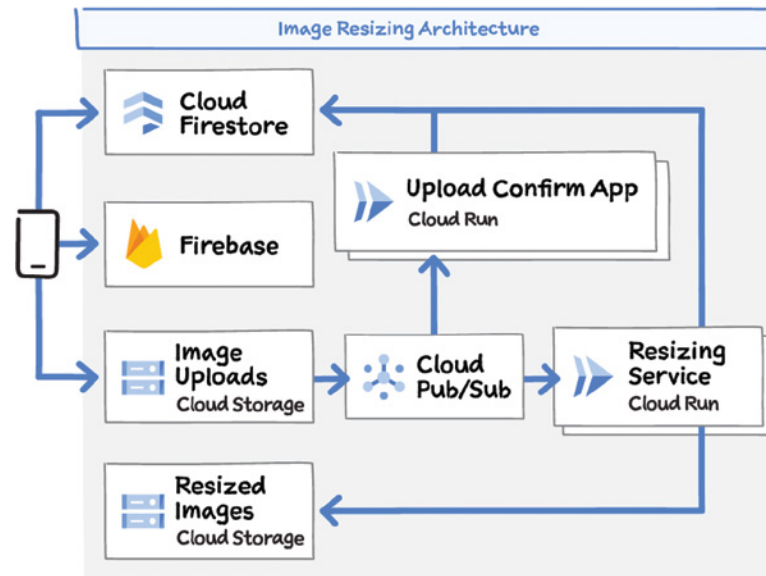 Image Resizing Architecture
Cloud
Firestore
Upload Confirm App
Cloud Run
Firebase
Image
Uploads
Cloud Storage
Cloud
Pub/Sub
Resizing
Service
Cloud Run
Resized
Images
Cloud Storage